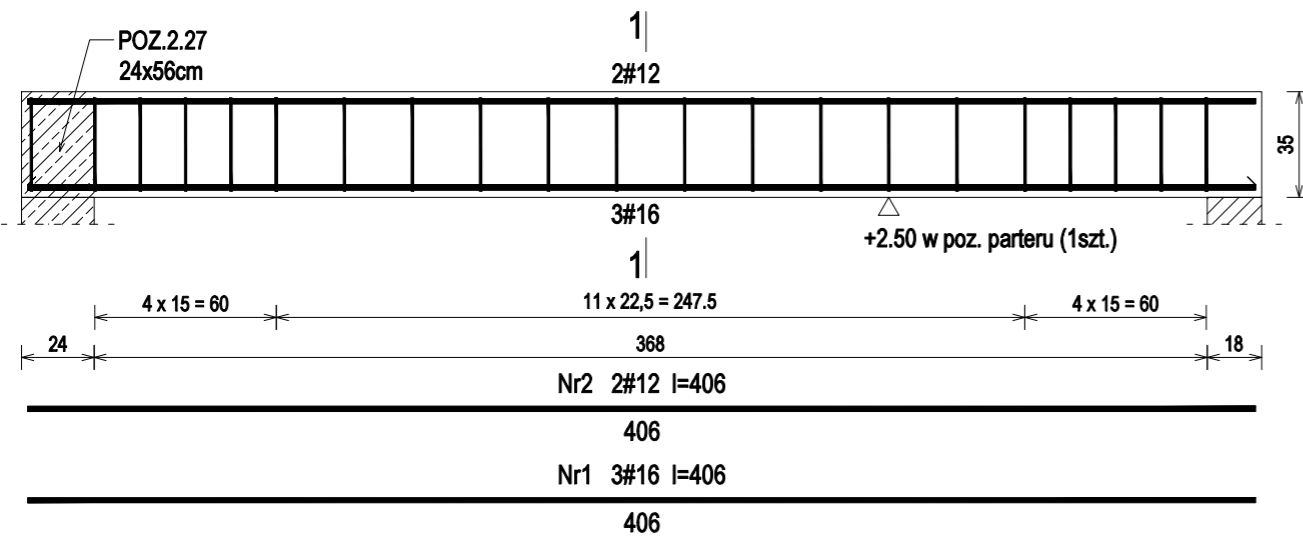 1
POZ.2.27
24x56cm
2#12
35
3#16
+2.50 w poz. parteru (1szt.)
1
4 x 15 = 60
11 x 22,5 = 247.5
4 x 15 = 60
24
368
18
Nr2 2#12 l=406
406
Nr1 3#16 l=406
406